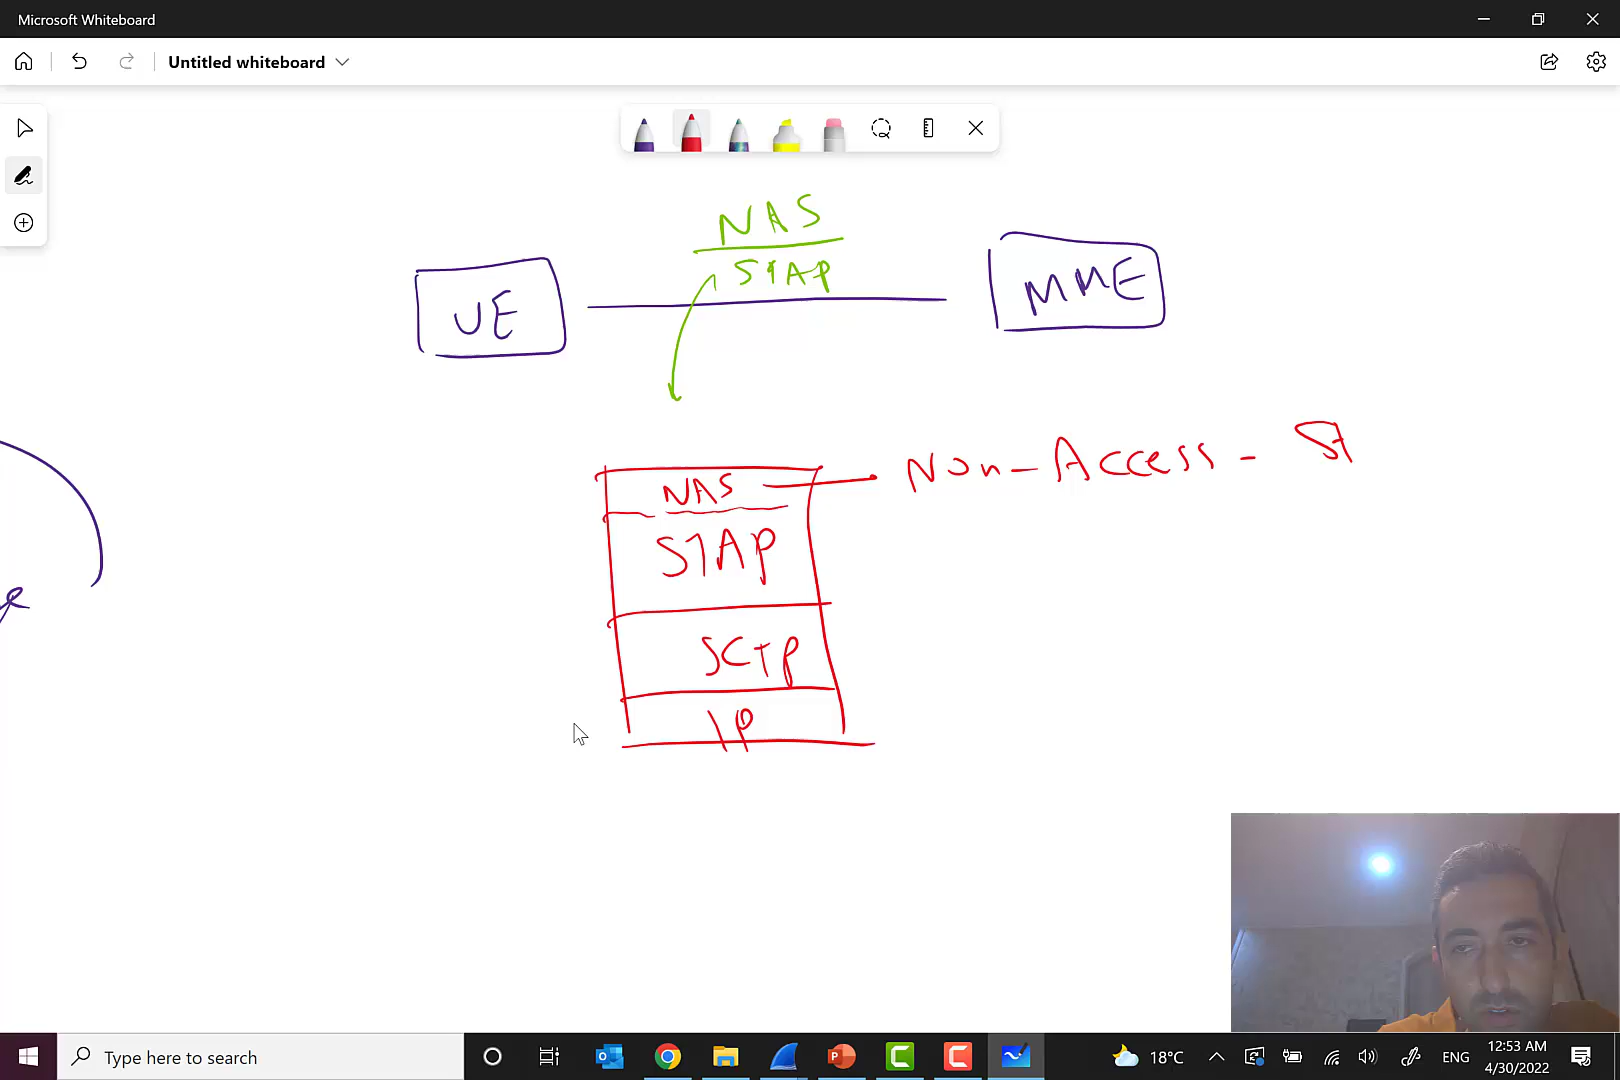 Microsoft Whiteboard
Untitled whiteboard
NAS
S1AP
UE
MME
NAS
Non-Access-St
S1AP
SCTP
IP
Type here to search
18°C
ENG
12:53 AM
4/30/2022